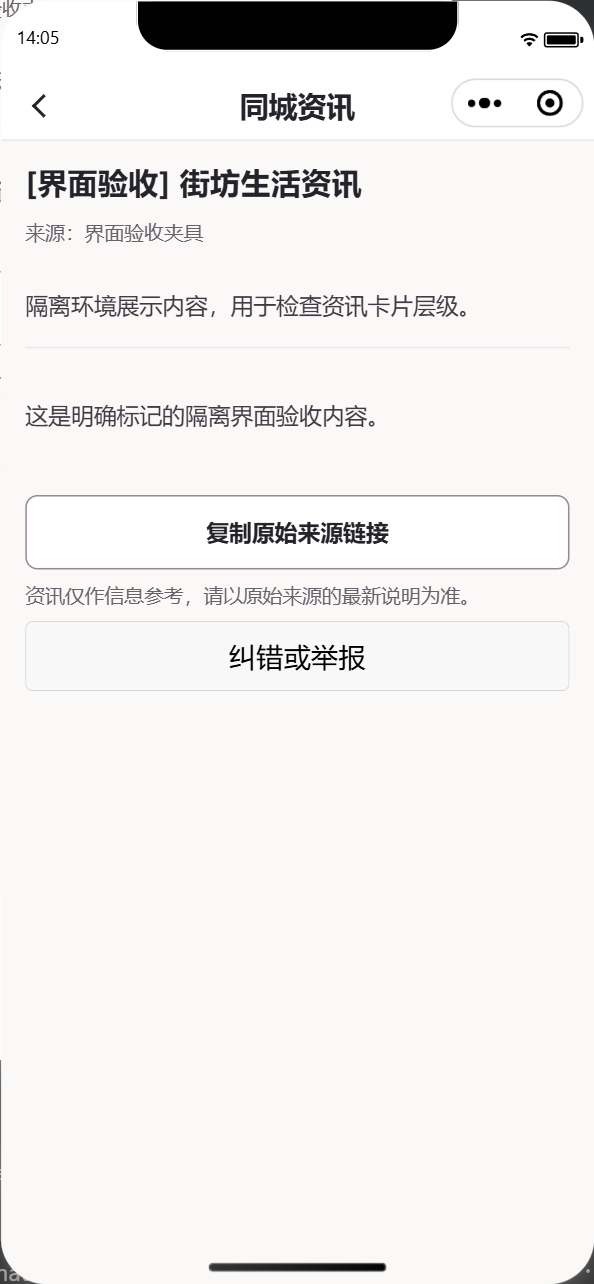 14:05
同城资讯
[界面验收] 街坊生活资讯
来源：界面验收夹具
隔离环境展示内容，用于检查资讯卡片层级。
这是明确标记的隔离界面验收内容。
复制原始来源链接
资讯仅作信息参考，请以原始来源的最新说明为准。
纠错或举报